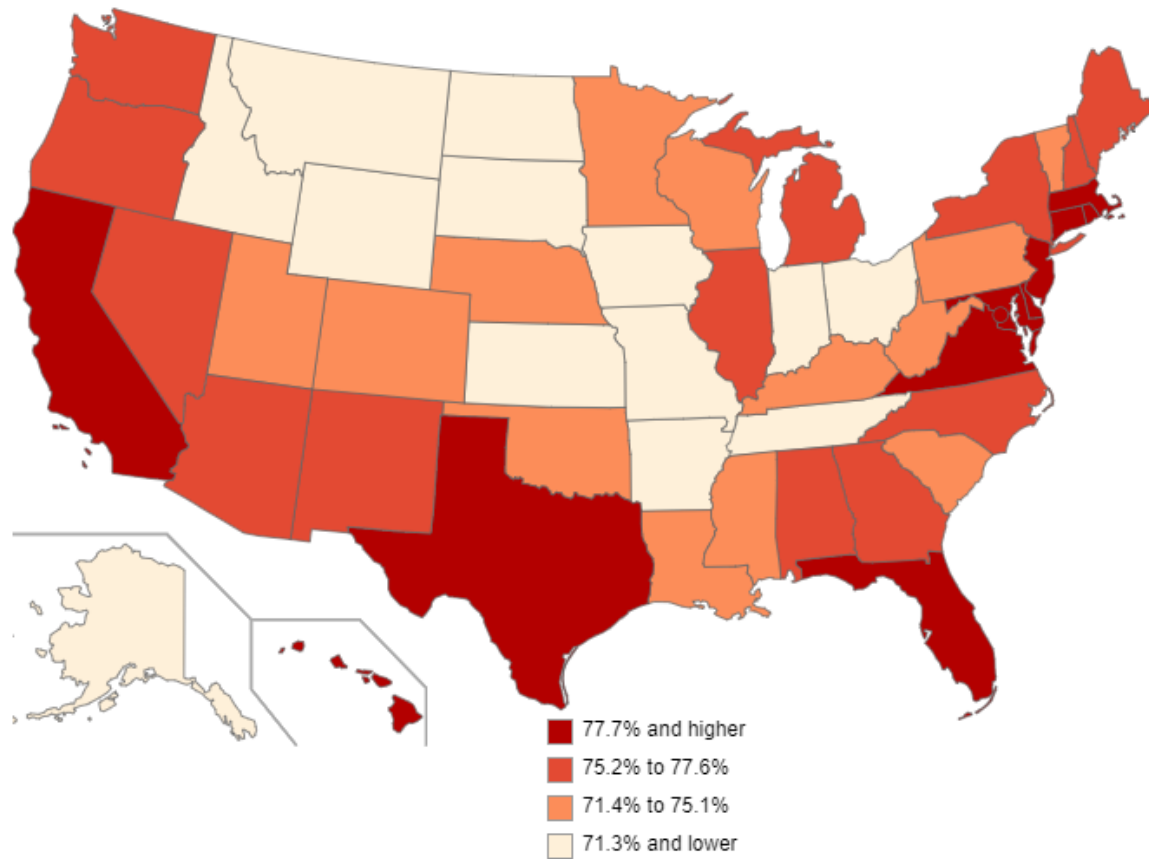 77.7% and higher
75.2% to 77.6%
71.4% to 75.1%
71.3% and lower